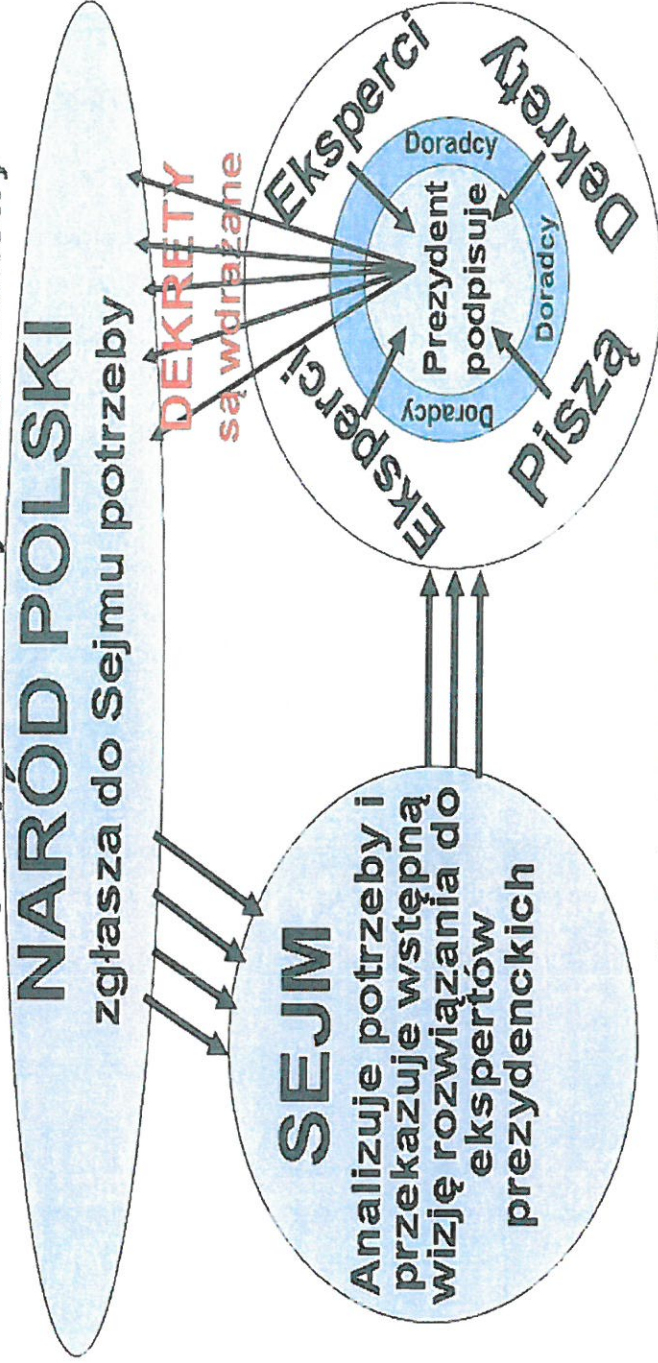 NARÓD POLSKI
zgłasza do Sejmu potrzeby
DEKRETY
są wdrażane
SEJM
Analizuje potrzeby i
przekazuje wstępną
wizję rozwiązania do
ekspertów
prezydenckich
Eksperci
Eksperci
Piszą
Dekrety
Doradcy
Doradcy
Doradcy
Prezydent
podpisuje